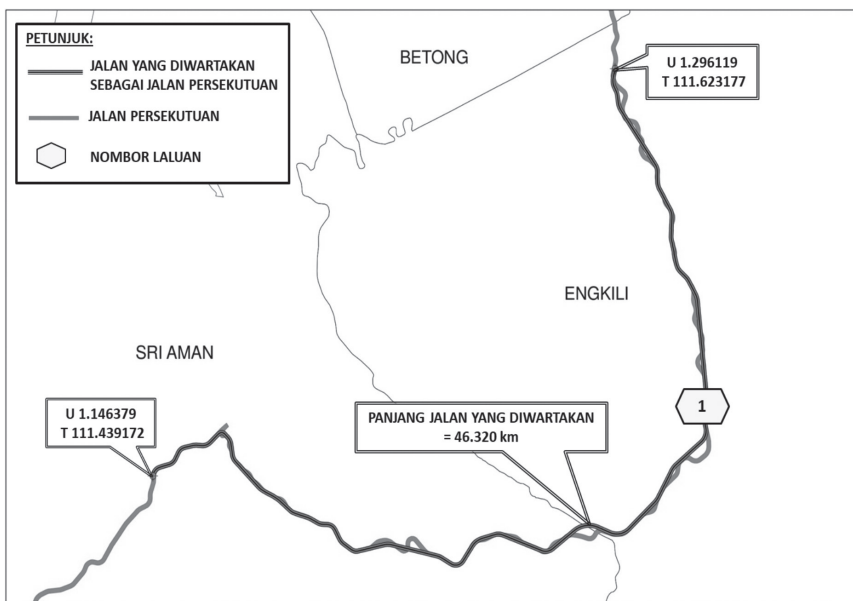 PETUNJUK:
JALAN YANG DIWARTAKAN
SEBAGAI JALAN PERSEKUTUAN
JALAN PERSEKUTUAN
NOMBOR LALUAN
BETONG
U 1.296119
T 111.623177
ENGKILI
SRI AMAN
U 1.146379
T 111.439172
PANJANG JALAN YANG DIWARTAKAN
= 46.320 km
1